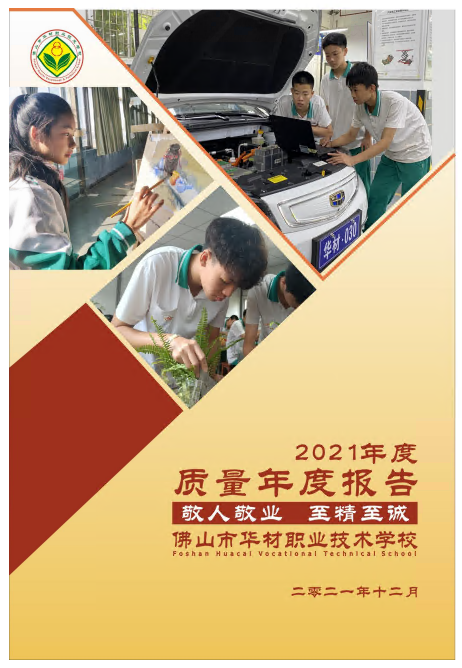 华材·030
2021年度
质量年度报告
敬人敬业 至精至诚
佛山市华材职业技术学校
Foshan Huacai Vocational Technical School
二零二一年十二月